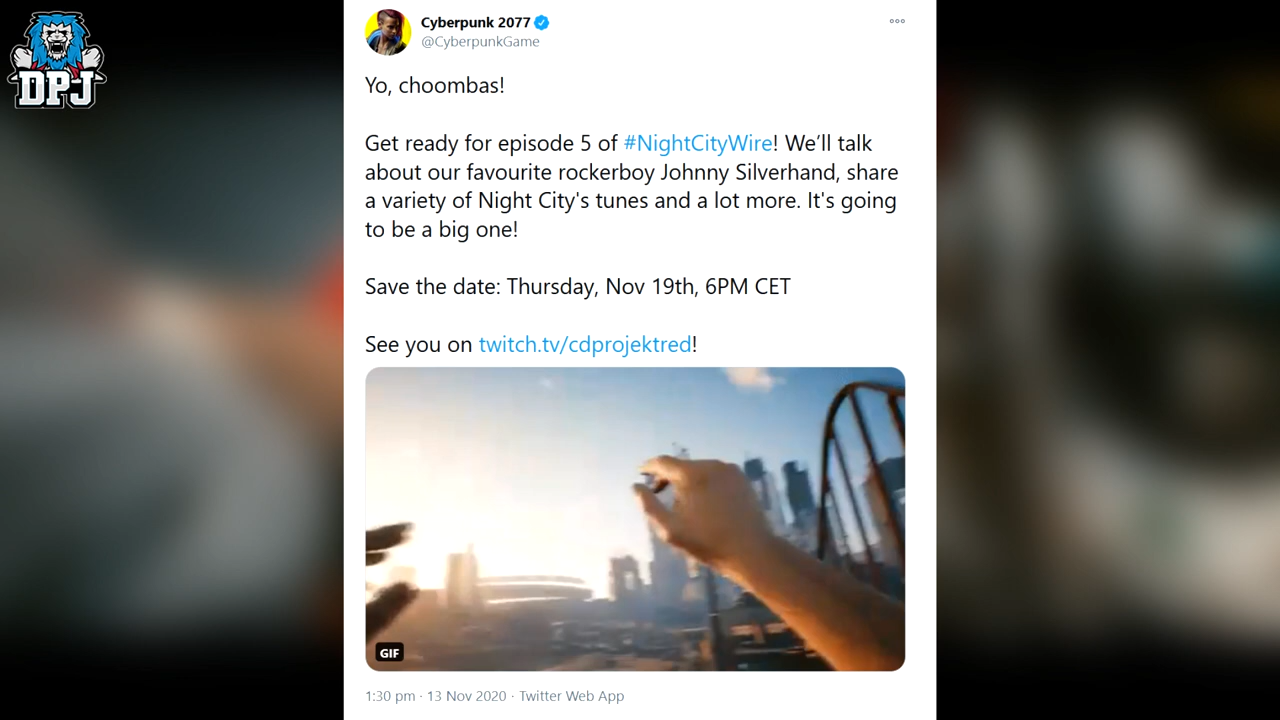 DPJ
Cyberpunk 2077
@CyberpunkGame
Yo, choombas!
Get ready for episode 5 of #NightCityWire! We’ll talk
about our favourite rockerboy Johnny Silverhand, share
a variety of Night City's tunes and a lot more. It's going
to be a big one!
Save the date: Thursday, Nov 19th, 6PM CET
See you on twitch.tv/cdprojektred!
GIF
1:30 pm · 13 Nov 2020 · Twitter Web App